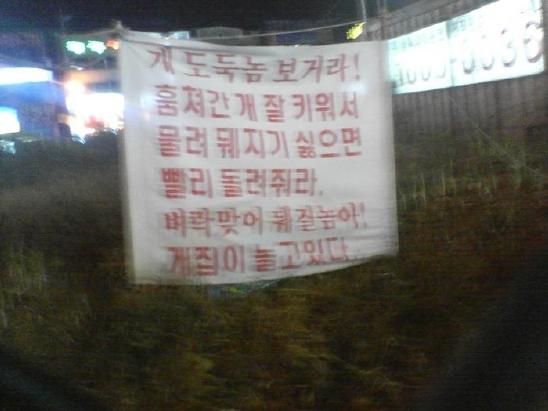 개도둑놈 보거라!
훔쳐간 개 잘 키워서
물려 뒈지기 싫으면
빨리 돌려줘라.
벼락맞어 뒈질놈아!
개집이 놀고있다.